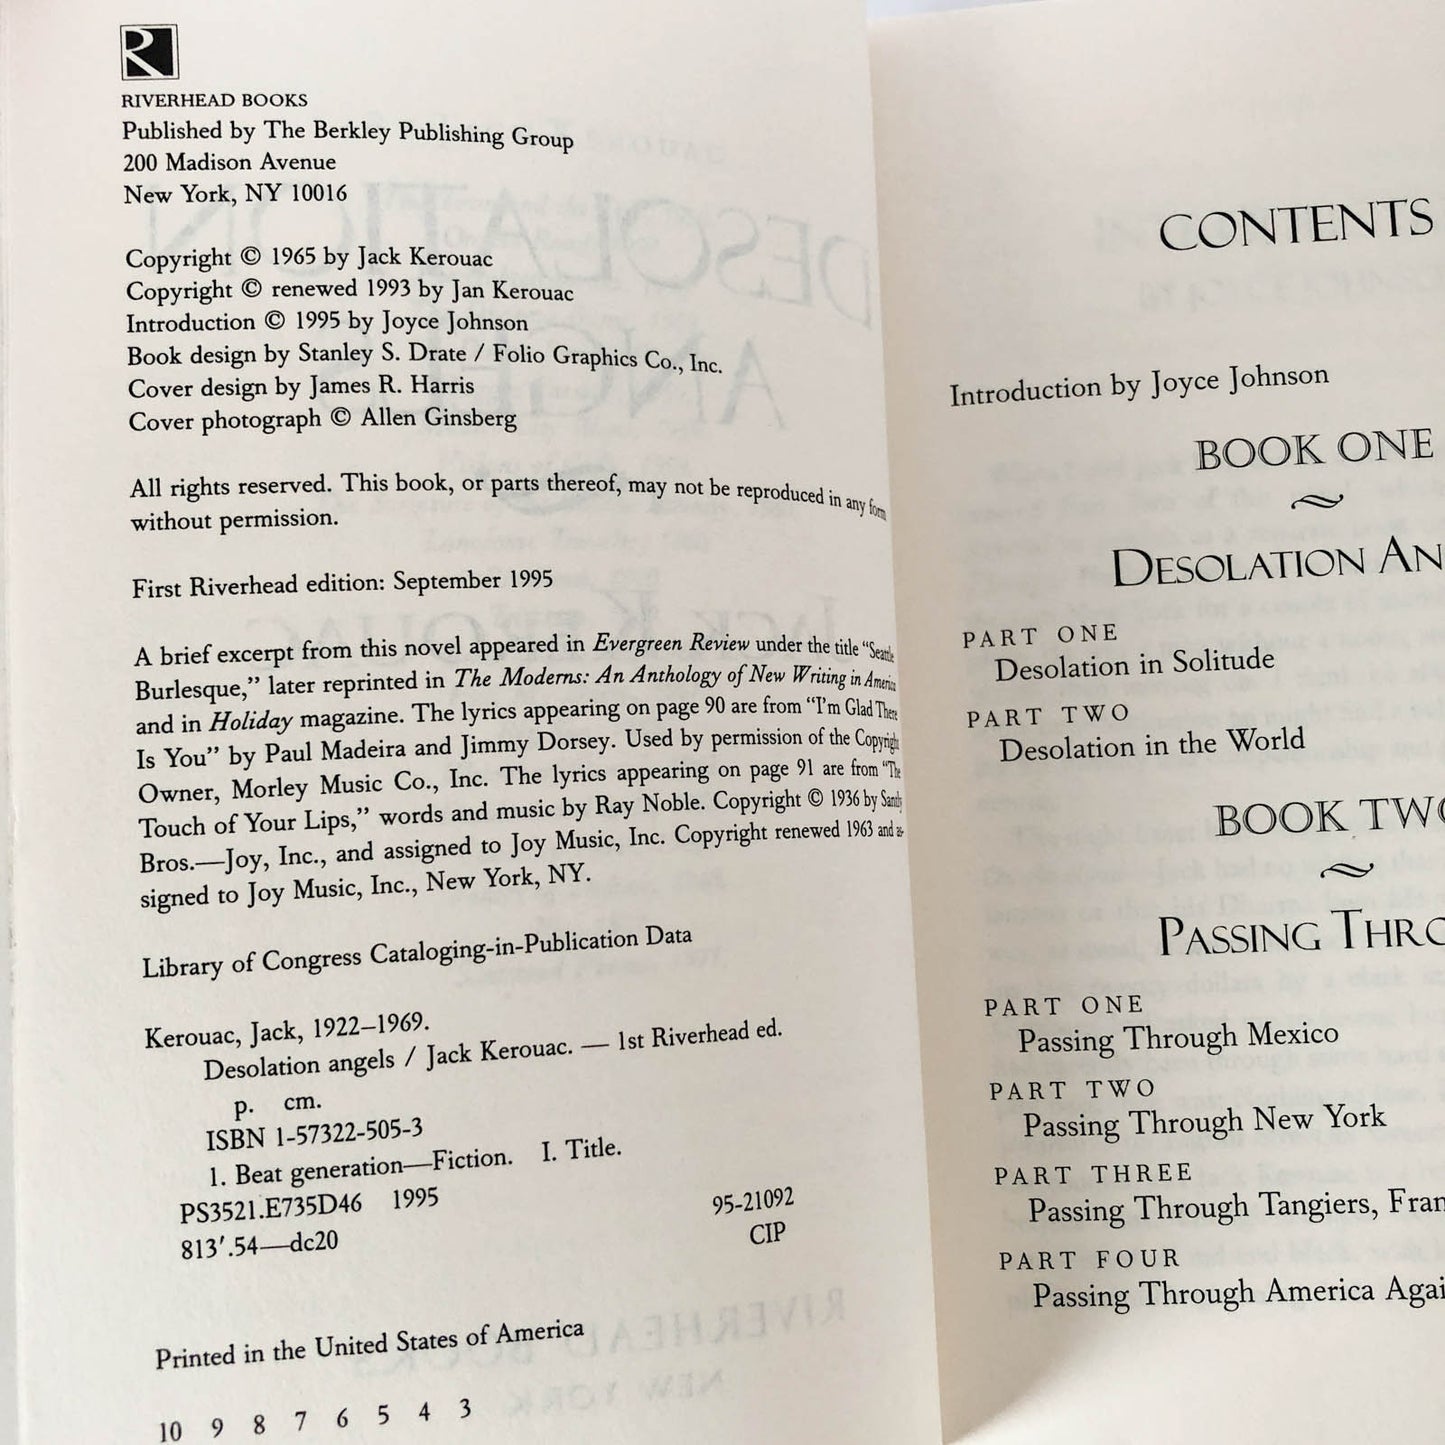 R
RIVERHEAD BOOKS
Published by The Berkley Publishing Group
200 Madison Avenue
New York, NY 10016
Copyright © 1965 by Jack Kerouac
Copyright © renewed 1993 by Jan Kerouac
Introduction © 1995 by Joyce Johnson
Book design by Stanley S. Drate / Folio Graphics Co., Inc.
Cover design by James R. Harris
Cover photograph © Allen Ginsberg
All rights reserved. This book, or parts thereof, may not be reproduced in any form
without permission.
First Riverhead edition: September 1995
A brief excerpt from this novel appeared in Evergreen Review under the title “Seattle
Burlesque,” later reprinted in The Moderns: An Anthology of New Writing in America
and in Holiday magazine. The lyrics appearing on page 90 are from “I’m Glad There
Is You” by Paul Madeira and Jimmy Dorsey. Used by permission of the Copyright
Owner, Morley Music Co., Inc. The lyrics appearing on page 91 are from “The
Touch of Your Lips,” words and music by Ray Noble. Copyright © 1936 by Santly
Bros.—Joy, Inc., and assigned to Joy Music, Inc. Copyright renewed 1963 and as-
signed to Joy Music, Inc., New York, NY.
Library of Congress Cataloging-in-Publication Data
Kerouac, Jack, 1922–1969.
Desolation angels / Jack Kerouac. — 1st Riverhead ed.
p. cm.
ISBN 1-57322-505-3
1. Beat generation—Fiction. I. Title.
PS3521.E735D46 1995
95-21092
813'.54—dc20
CIP
Printed in the United States of America
10 9 8 7 6 5 4 3
CONTENTS
Introduction by Joyce Johnson
BOOK ONE
DESOLATION AN
PART ONE
Desolation in Solitude
PART TWO
Desolation in the World
BOOK TWO
PASSING THRO
PART ONE
Passing Through Mexico
PART TWO
Passing Through New York
PART THREE
Passing Through Tangiers, Fran
PART FOUR
Passing Through America Agai